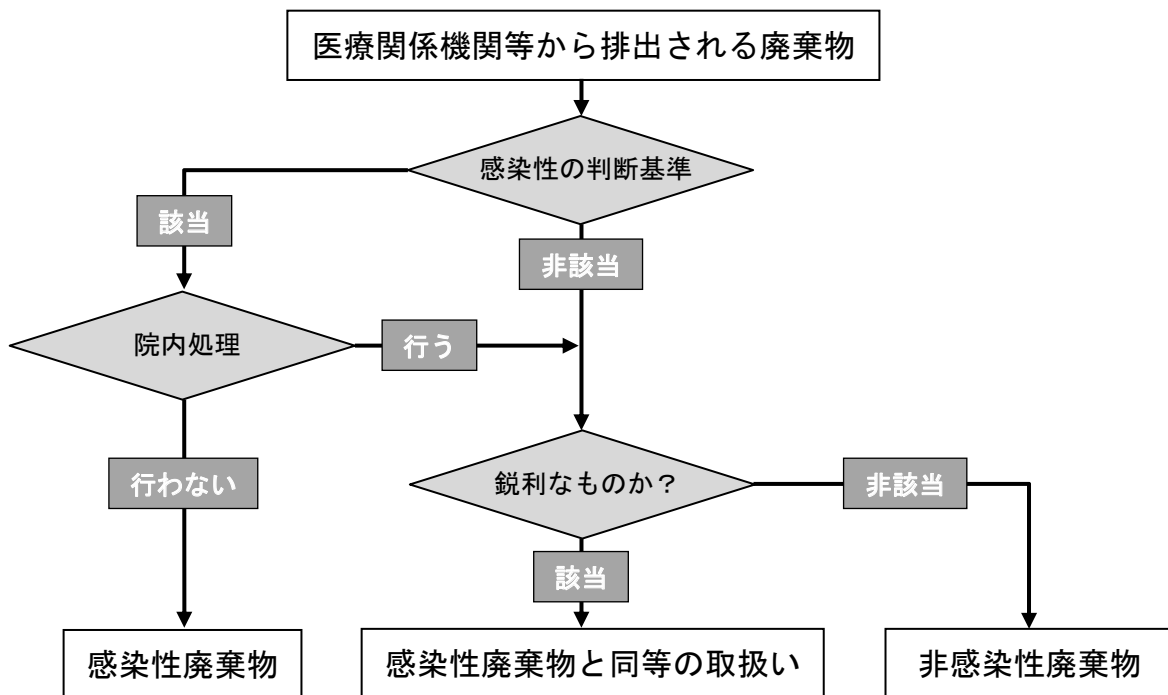 医療関係機関等から排出される廃棄物
感染性の判断基準
該当
非該当
院内処理
行う
行わない
鋭利なものか？
非該当
該当
感染性廃棄物
感染性廃棄物と同等の取扱い
非感染性廃棄物